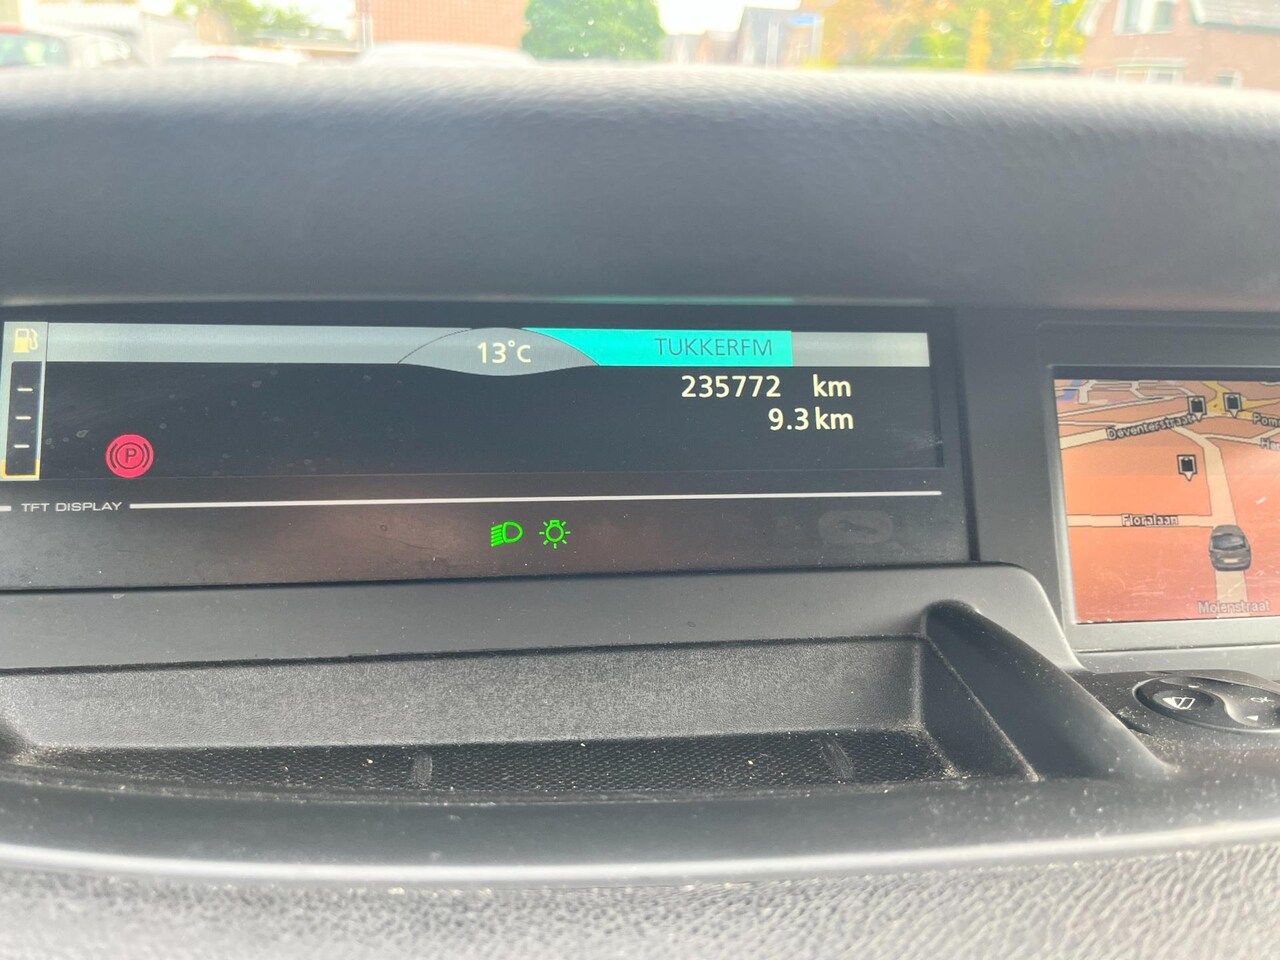 13°C
TUKKERFM
235772 km
9.3 km
P
TFT DISPLAY
Deventerstraat
Floralaan
Molenstraat